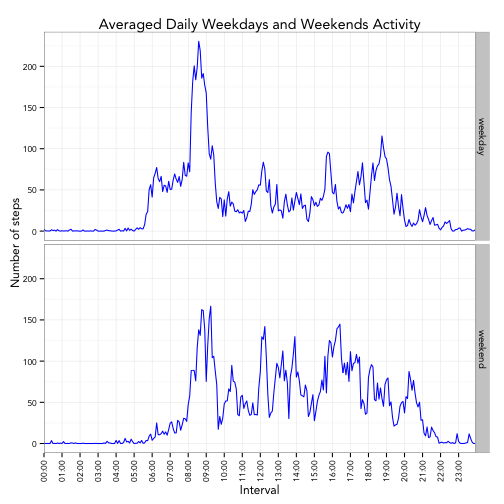 Averaged Daily Weekdays and Weekends Activity
200
150
100
50
0
weekday
Number of steps
200
150
100
50
0
weekend
00:00 01:00 02:00 03:00 04:00 05:00 06:00 07:00 08:00 09:00 10:00 11:00 12:00 13:00 14:00 15:00 16:00 17:00 18:00 19:00 20:00 21:00 22:00 23:00
Interval